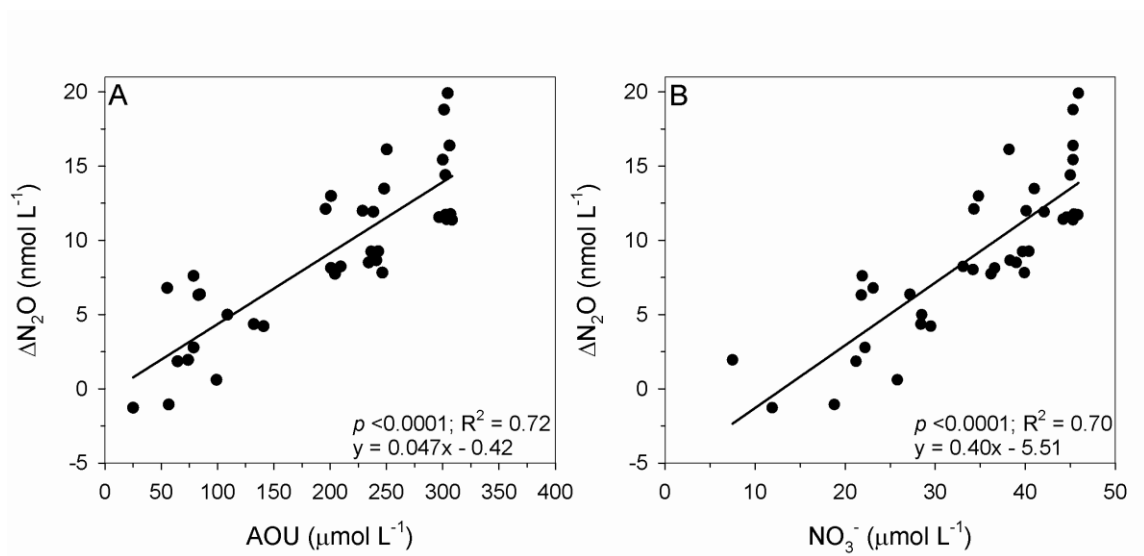 A
20
15
10
5
0
-5
ΔN₂O (nmol L⁻¹)
p <0.0001; R² = 0.72
y = 0.047x - 0.42
0 50 100 150 200 250 300 350 400
AOU (μmol L⁻¹)
B
20
15
10
5
0
-5
ΔN₂O (nmol L⁻¹)
p <0.0001; R² = 0.70
y = 0.40x - 5.51
0 10 20 30 40 50
NO₃⁻ (μmol L⁻¹)